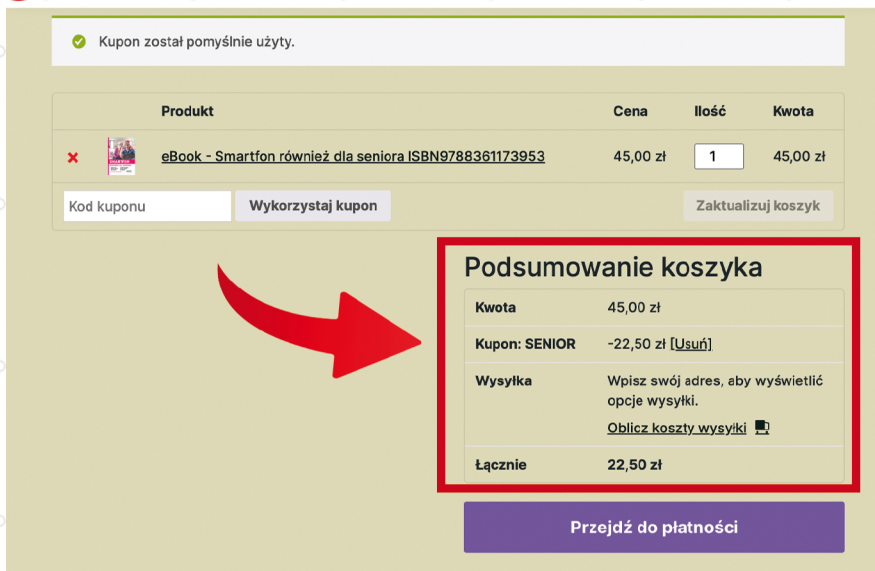 Kupon został pomyślnie użyty.
Produkt Cena Ilość Kwota
eBook - Smartfon również dla seniora ISBN9788361173953 45,00 zł 1 45,00 zł
Kod kuponu Wykorzystaj kupon Zaktualizuj koszyk
Podsumowanie koszyka
Kwota 45,00 zł
Kupon: SENIOR -22,50 zł [Usuń]
Wysyłka Wpisz swój adres, aby wyświetlić
opcje wysyłki.
Oblicz koszty wysyłki
Łącznie 22,50 zł
Przejdź do płatności